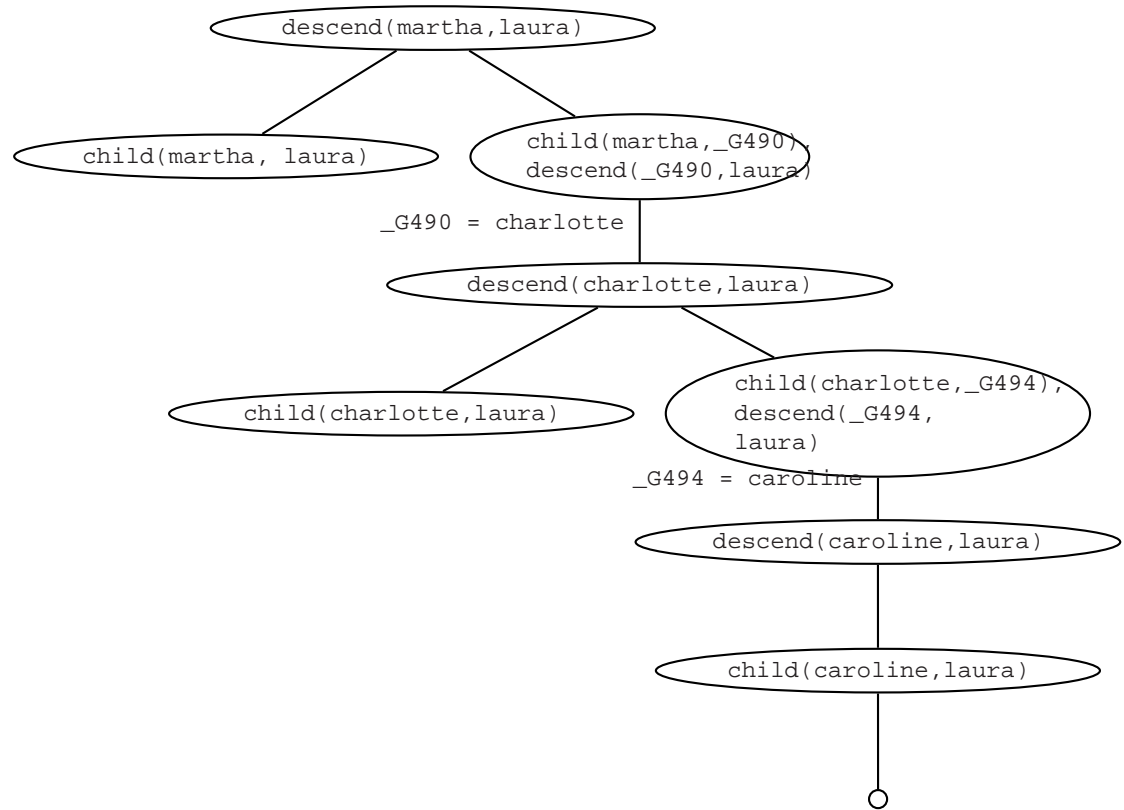 descend(martha,laura)
child(martha, laura)
child(martha,_G490),
descend(_G490,laura)
_G490 = charlotte
descend(charlotte,laura)
child(charlotte,laura)
child(charlotte,_G494),
descend(_G494,
laura)
_G494 = caroline
descend(caroline,laura)
child(caroline,laura)